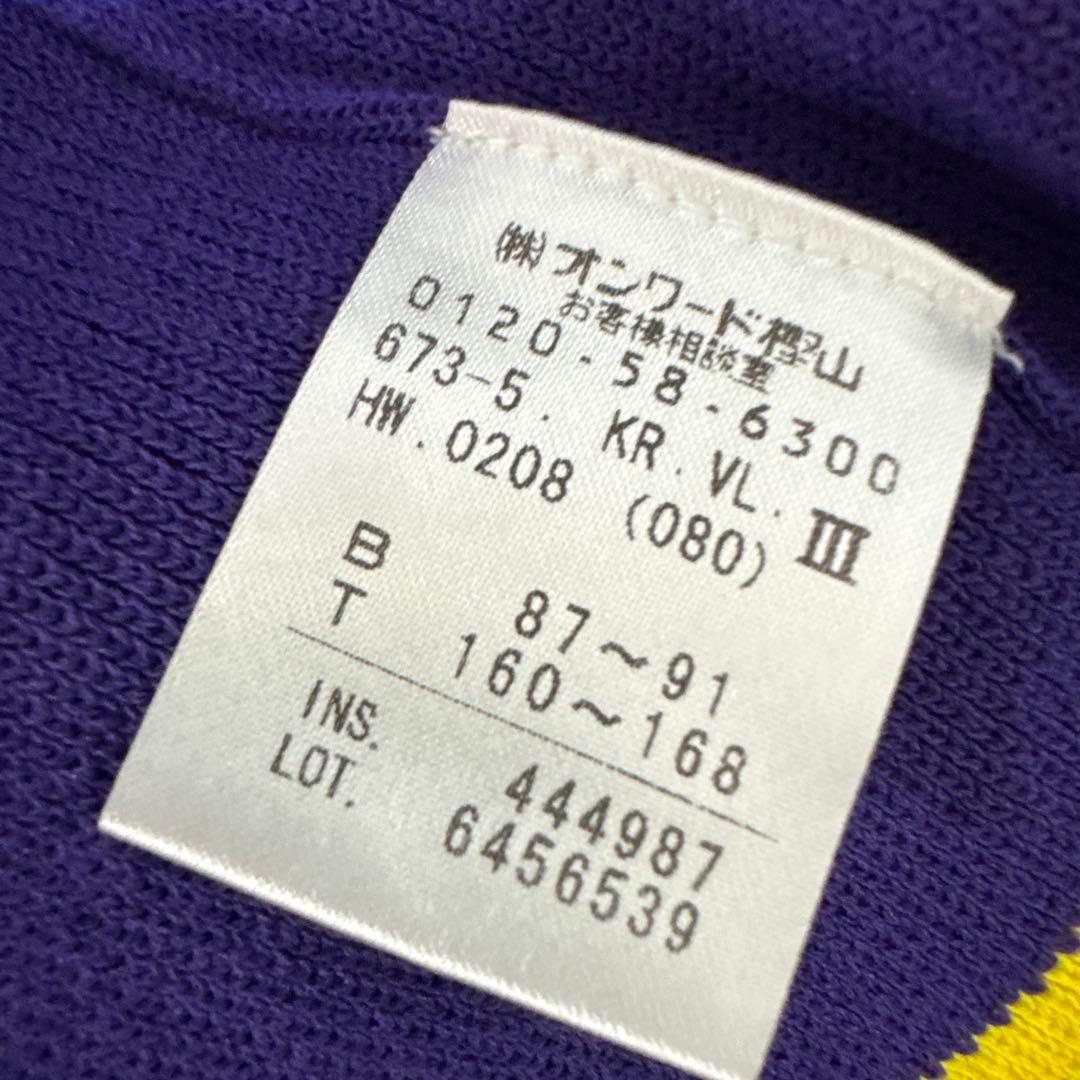 ㈱オンワード樫山
お客様相談室
0120-58-6300
673-5. KR.VL.Ⅲ
HW.0208 (080)
B 87～91
T 160～168
INS. 444987
LOT. 6456539